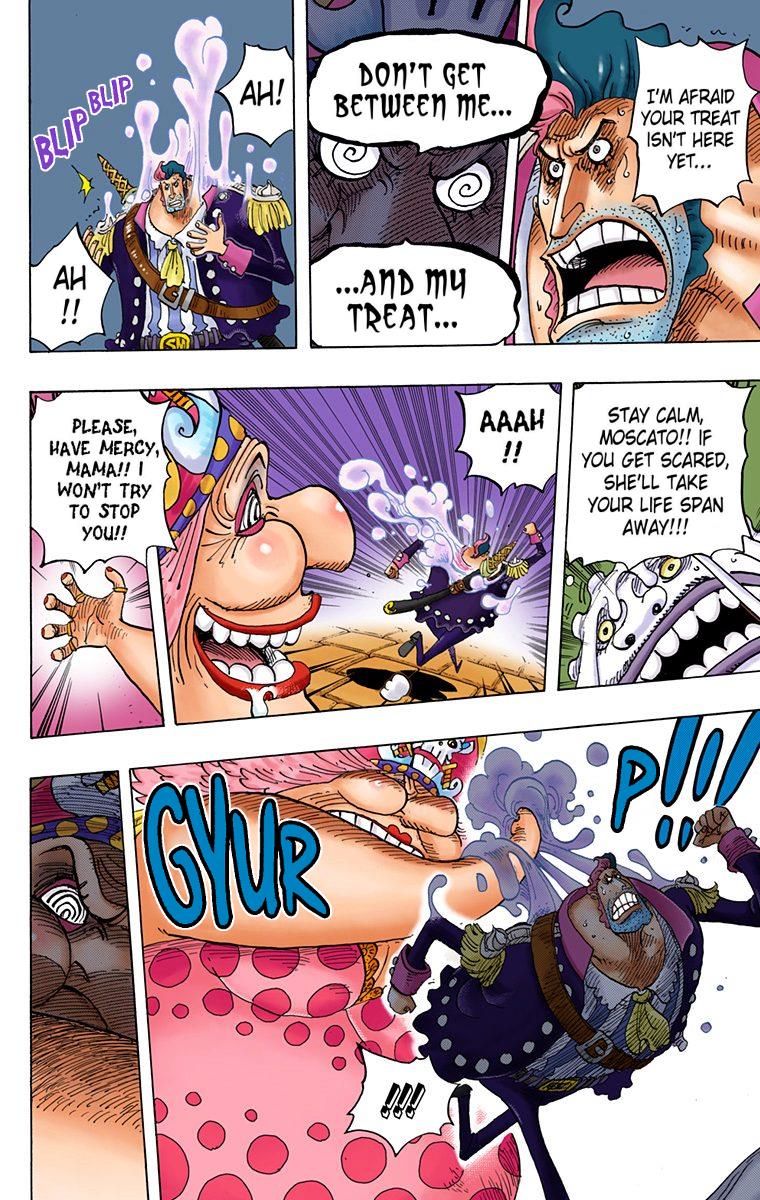 I'M AFRAID
YOUR TREAT
ISN'T HERE
YET...
DON'T GET
BETWEEN ME...
...AND MY
TREAT...
AH!
BLIP BLIP
AH
!!
STAY CALM,
MOSCATO!! IF
YOU GET SCARED,
SHE'LL TAKE
YOUR LIFE SPAN
AWAY!!!
AAAH
!!
PLEASE,
HAVE MERCY,
MAMA!! I
WON'T TRY
TO STOP
YOU!!
GYUR
P!!!
!!!